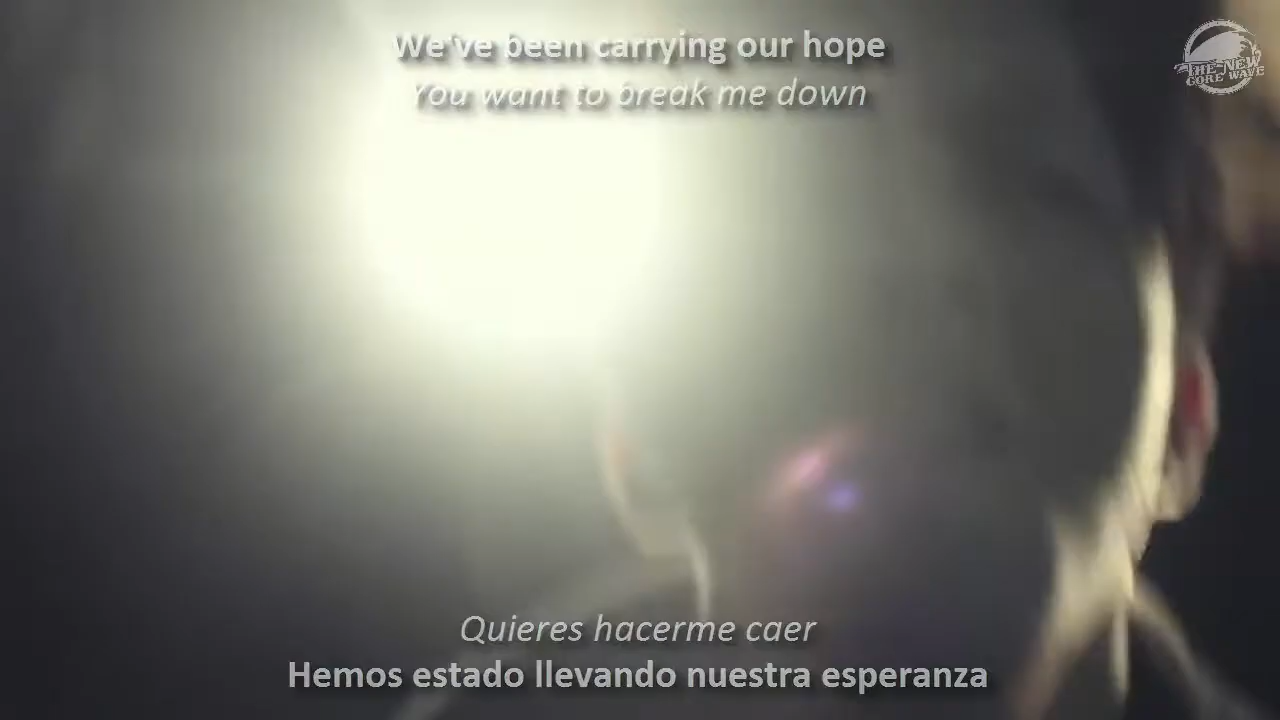 We've been carrying our hope
You want to break me down
THE NEW
CORE WAVE
Quieres hacerme caer
Hemos estado llevando nuestra esperanza